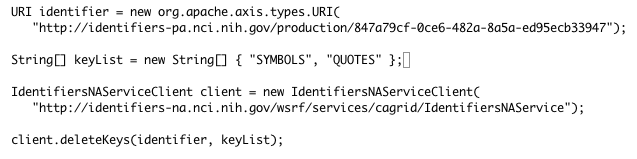 URI identifier = new org.apache.axis.types.URI(
"http://identifiers-pa.nci.nih.gov/production/847a79cf-0ce6-482a-8a5a-ed95ecb33947");
String[] keyList = new String[] { "SYMBOLS", "QUOTES" };
IdentifiersNAServiceClient client = new IdentifiersNAServiceClient(
"http://identifiers-na.nci.nih.gov/wsrf/services/cagrid/IdentifiersNAService");
client.deleteKeys(identifier, keyList);